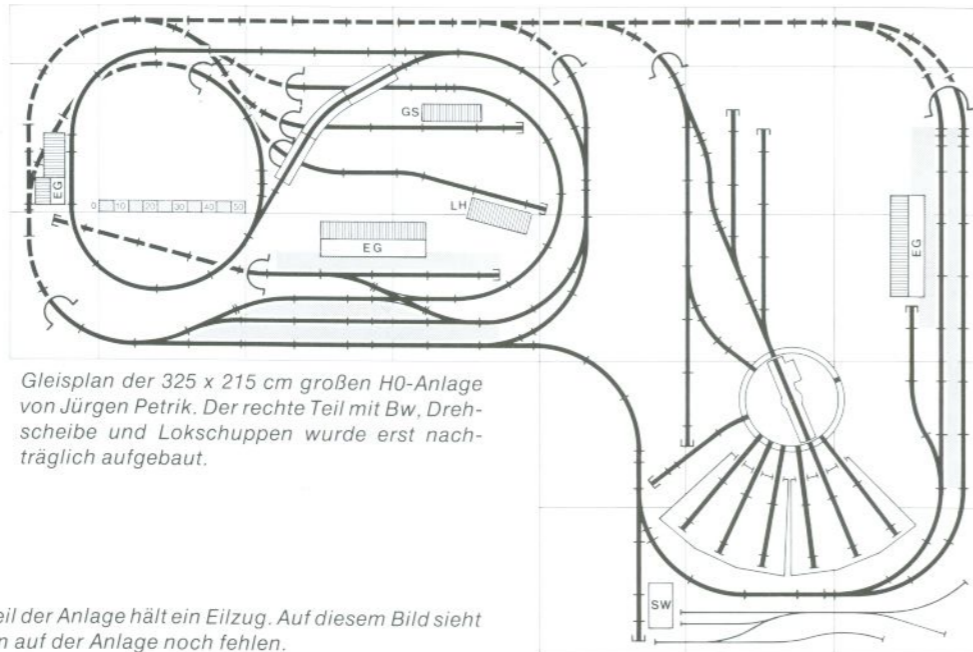 GS
EG
0 10 20 30 40 50
LH
EG
EG
Gleisplan der 325 x 215 cm großen H0-Anlage
von Jürgen Petrik. Der rechte Teil mit Bw, Dreh-
scheibe und Lokschuppen wurde erst nach-
träglich aufgebaut.
SW
eil der Anlage hält ein Eilzug. Auf diesem Bild sieht
n auf der Anlage noch fehlen.